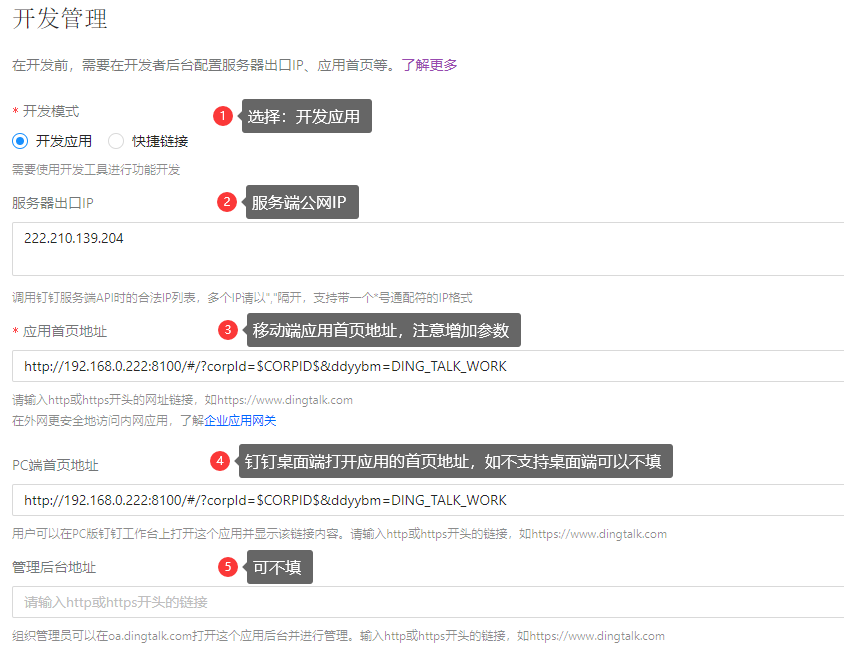 开发管理
在开发前，需要在开发者后台配置服务器出口IP、应用首页等。了解更多
* 开发模式
1 选择：开发应用
开发应用 快捷链接
需要使用开发工具进行功能开发
服务器出口IP
2 服务端公网IP
222.210.139.204
调用钉钉服务端API时的合法IP列表，多个IP请以","隔开，支持带一个*号通配符的IP格式
* 应用首页地址
3 移动端应用首页地址，注意增加参数
http://192.168.0.222:8100/#/?corpId=$CORPID$&ddyybm=DING_TALK_WORK
请输入http或https开头的网址链接，如https://www.dingtalk.com
在外网更安全地访问内网应用，了解企业应用网关
PC端首页地址
4 钉钉桌面端打开应用的首页地址，如不支持桌面端可以不填
http://192.168.0.222:8100/#/?corpId=$CORPID$&ddyybm=DING_TALK_WORK
用户可以在PC版钉钉工作台上打开这个应用并显示该链接内容。请输入http或https开头的链接，如https://www.dingtalk.com
管理后台地址
5 可不填
请输入http或https开头的链接
组织管理员可以在oa.dingtalk.com打开这个应用后台并进行管理。输入http或https开头的链接，如https://www.dingtalk.com